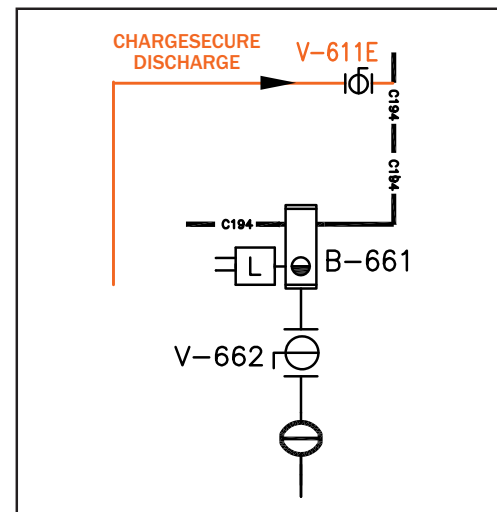 CHARGESECURE
DISCHARGE
V-611E
C194
C194
C194
L
B-661
V-662